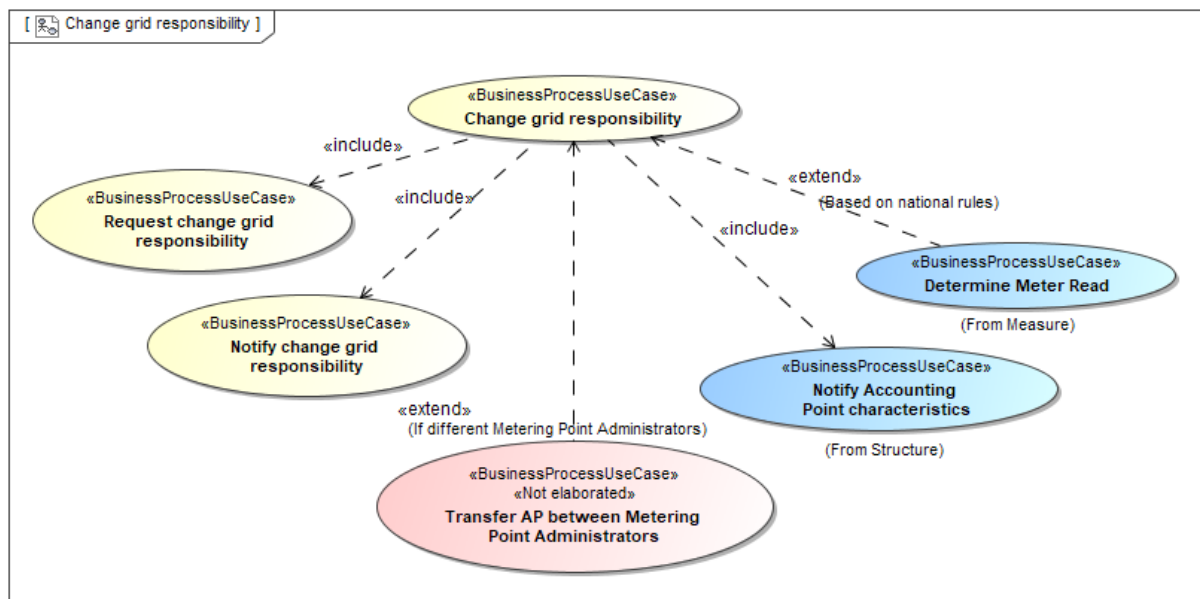 [ Change grid responsibility ]
«BusinessProcessUseCase»
Change grid responsibility
«include»
«BusinessProcessUseCase»
Request change grid
responsibility
«include»
«extend»
(Based on national rules)
«include»
«BusinessProcessUseCase»
Determine Meter Read
(From Measure)
«BusinessProcessUseCase»
Notify change grid
responsibility
«BusinessProcessUseCase»
Notify Accounting
Point characteristics
(From Structure)
«extend»
(If different Metering Point Administrators)
«BusinessProcessUseCase»
«Not elaborated»
Transfer AP between Metering
Point Administrators